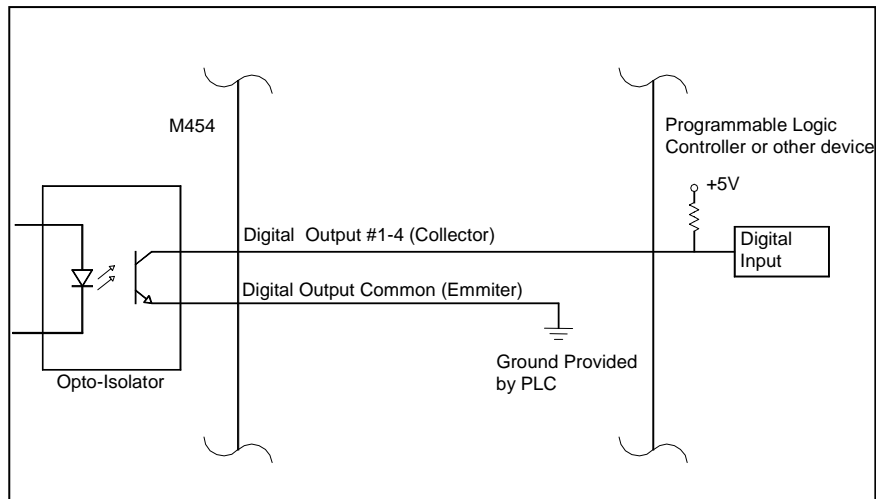 M454
Programmable Logic
Controller or other device
+5V
Digital Output #1-4 (Collector)
Digital
Input
Digital Output Common (Emmiter)
Ground Provided
by PLC
Opto-Isolator